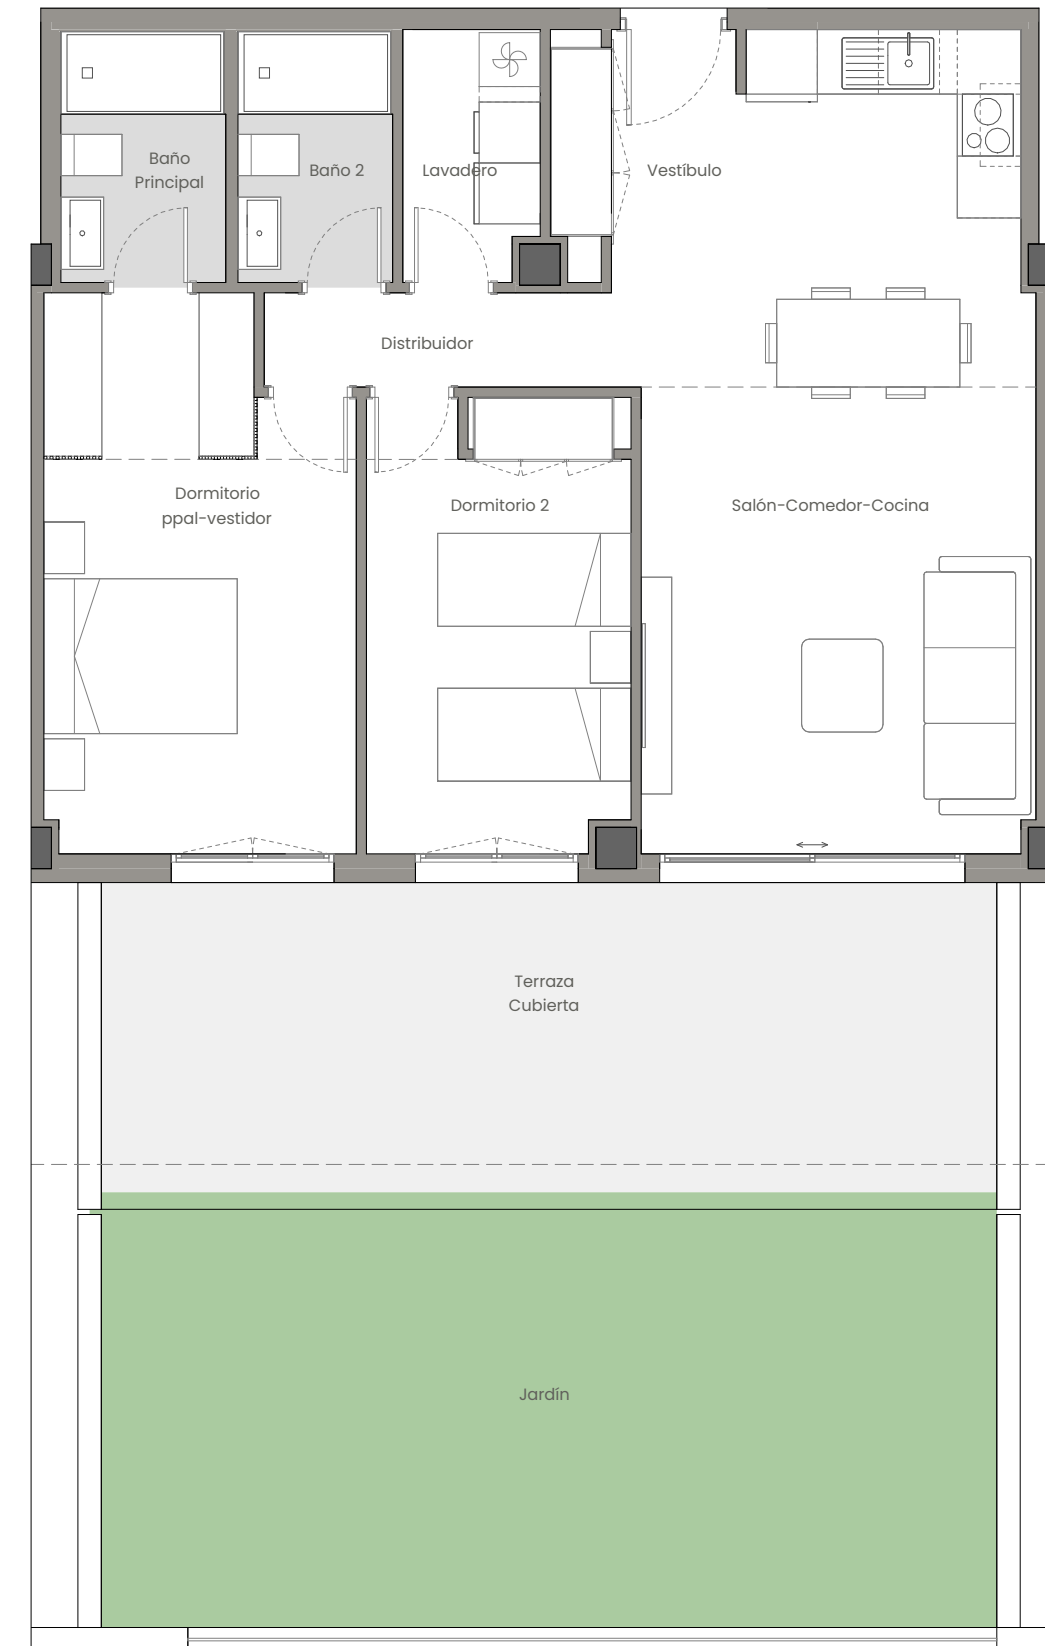 Baño
Principal
Baño 2
Lavadero
Vestíbulo
Distribuidor
Dormitorio
ppal-vestidor
Dormitorio 2
Salón-Comedor-Cocina
Terraza
Cubierta
Jardín